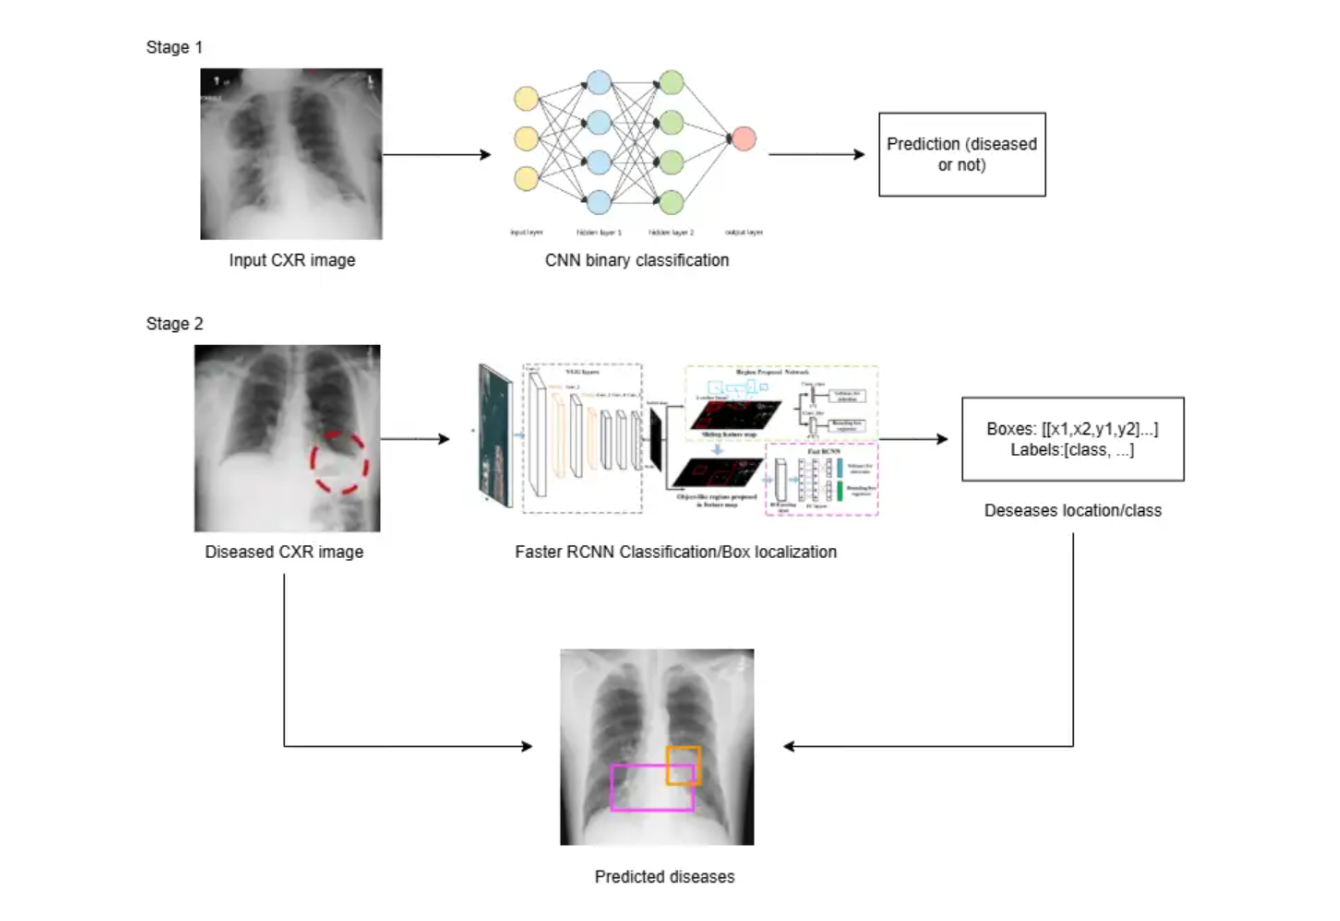 Stage 1
Prediction (diseased
or not)
input layer
hidden layer 1
hidden layer 2
output layer
Input CXR image
CNN binary classification
Stage 2
VGG layers
Region Proposal Network
Sliding feature map
Fast RCNN
Object-like regions proposed
in feature map
FC layers
Boxes: [[x1,x2,y1,y2]...]
Labels:[class, ...]
Deseases location/class
Diseased CXR image
Faster RCNN Classification/Box localization
Predicted diseases